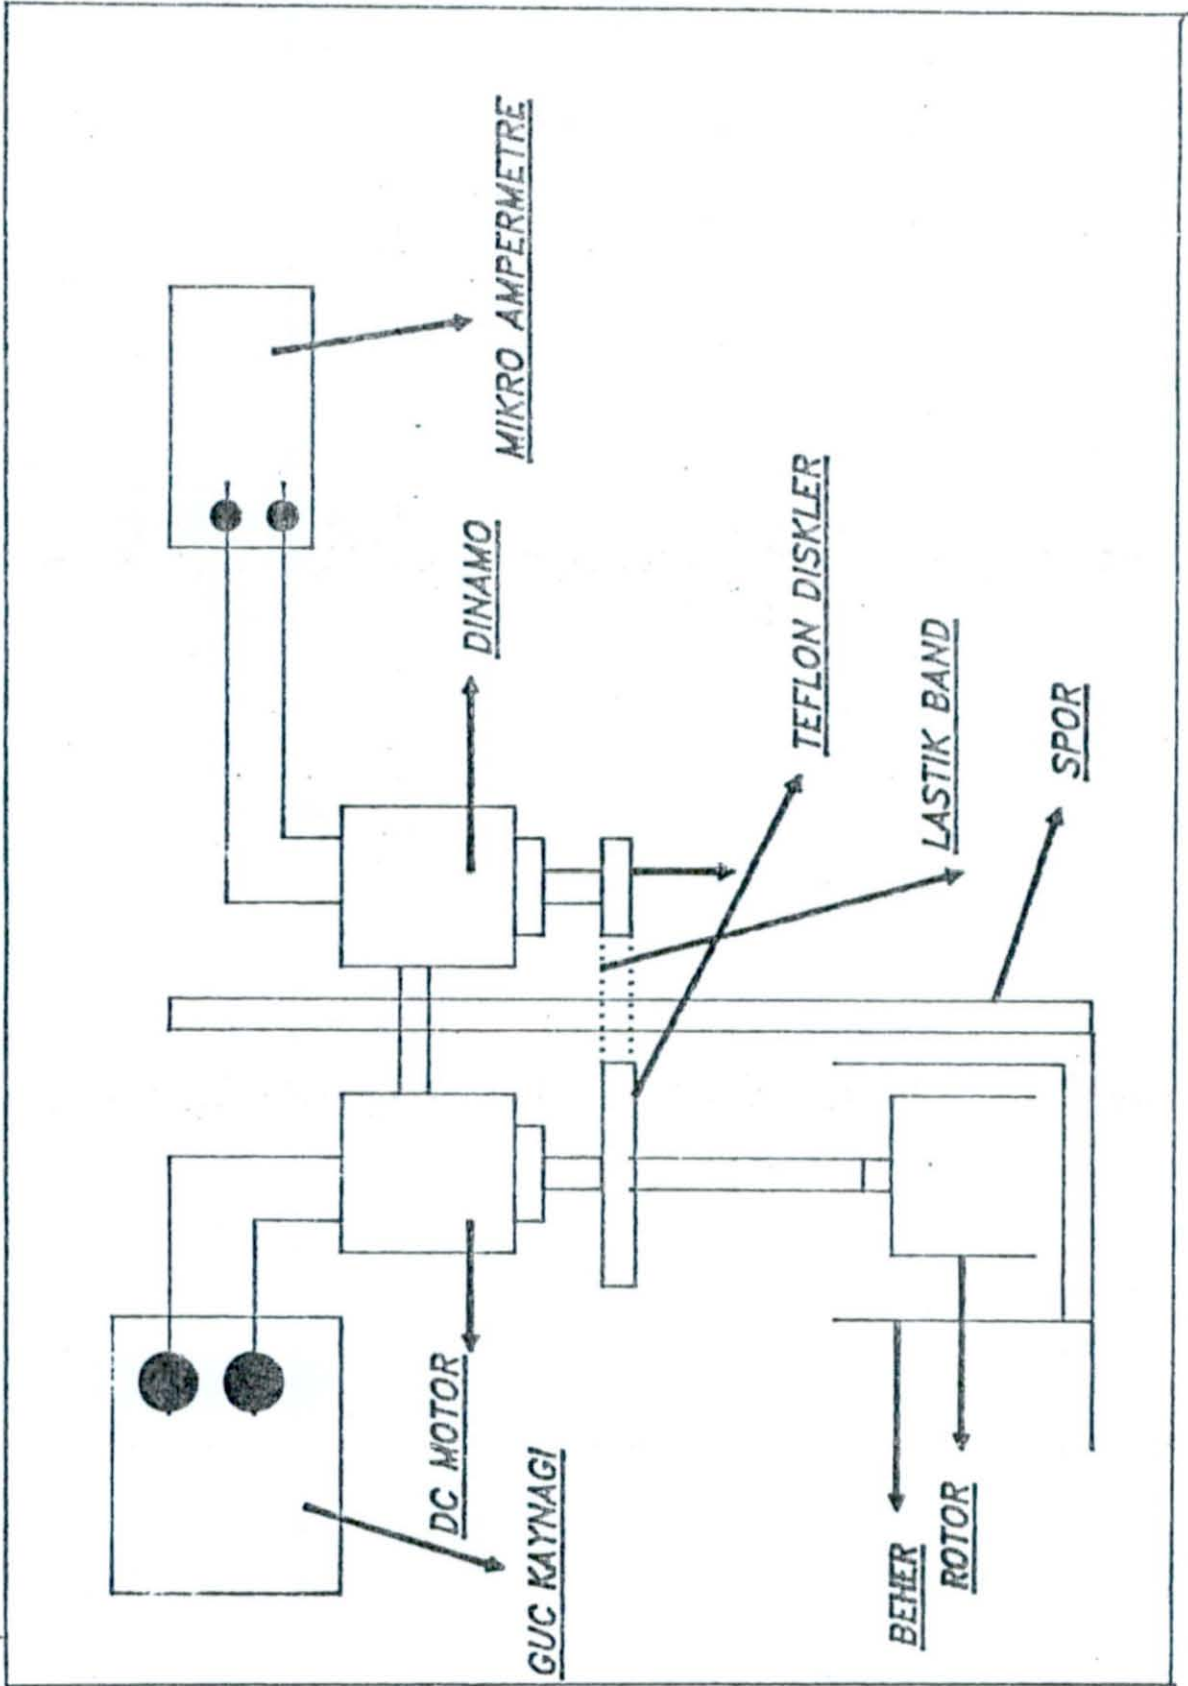 MIKRO AMPERMETRE
DINAMO
TEFLON DISKLER
LASTIK BAND
SPOR
DC MOTOR
GUC KAYNAGI
BEHER
ROTOR